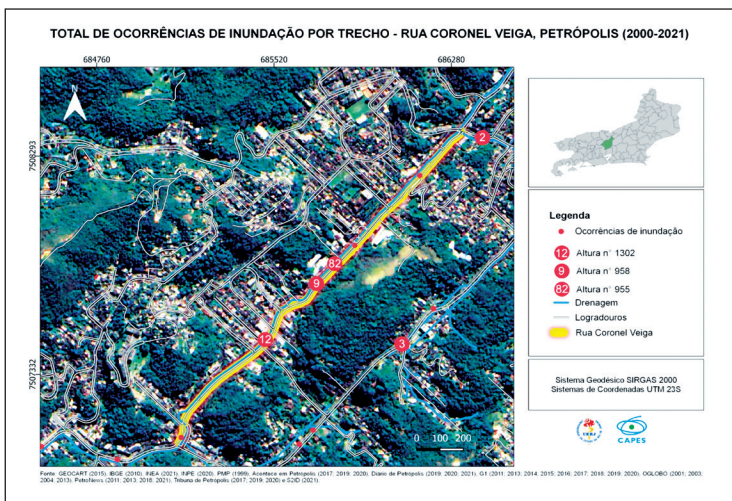 TOTAL DE OCORRÊNCIAS DE INUNDAÇÃO POR TRECHO - RUA CORONEL VEIGA, PETRÓPOLIS (2000-2021)
684760
685520
686280
N
7508293
7507332
2
82
9
12
3
0 100 200
Legenda
Ocorrências de inundação
12 Altura n° 1302
9 Altura n° 958
82 Altura n° 955
Drenagem
Logradouros
Rua Coronel Veiga
Sistema Geodésico SIRGAS 2000
Sistemas de Coordenadas UTM 23S
UERJ
CAPES
Fonte: GEOCART (2015), IBGE (2010), INEA (2021), INPE (2020), PMP (1999), Acontece em Petrópolis (2017, 2019, 2020), Diário de Petrópolis (2019, 2020, 2021), G1 (2011, 2013, 2014, 2015, 2016, 2017, 2018, 2019, 2020), OGLOBO (2001, 2003,
2004, 2013), PetroNews (2011, 2013, 2016, 2021), Tribuna de Petrópolis (2017, 2019, 2020) e S2ID (2021).